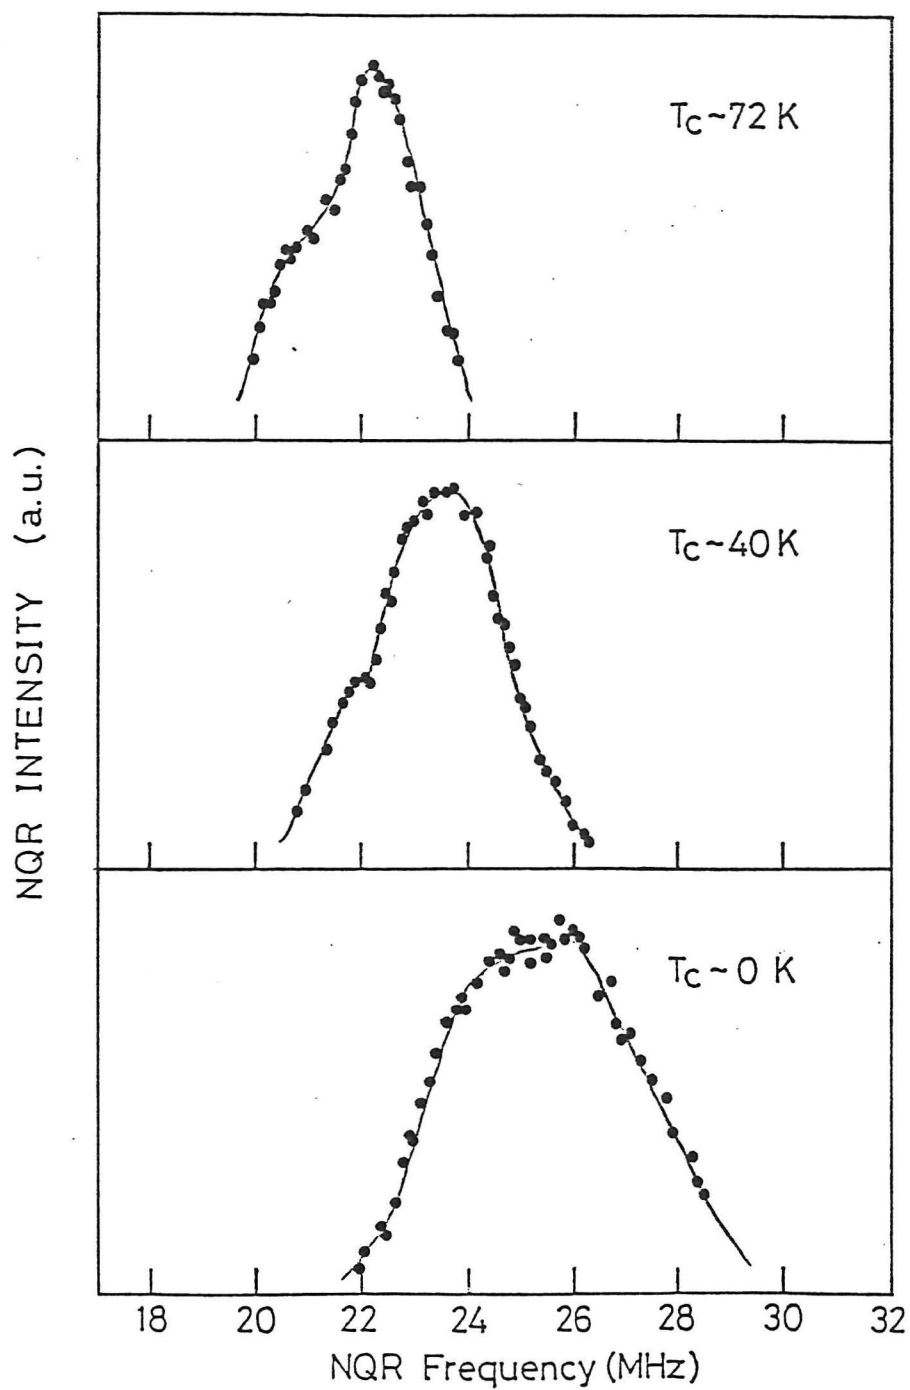 Tc~72 K
Tc~40 K
Tc~0 K
NQR INTENSITY (a.u.)
18 20 22 24 26 28 30 32
NQR Frequency (MHz)